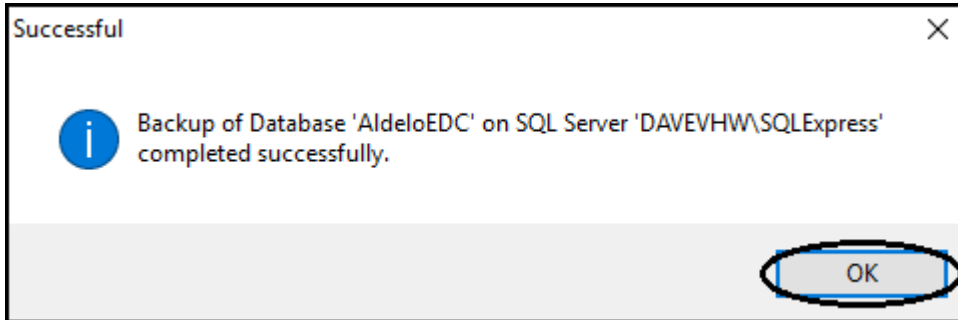 Successful
Backup of Database 'AldeloEDC' on SQL Server 'DAVEVHW\SQLExpress'
completed successfully.
OK